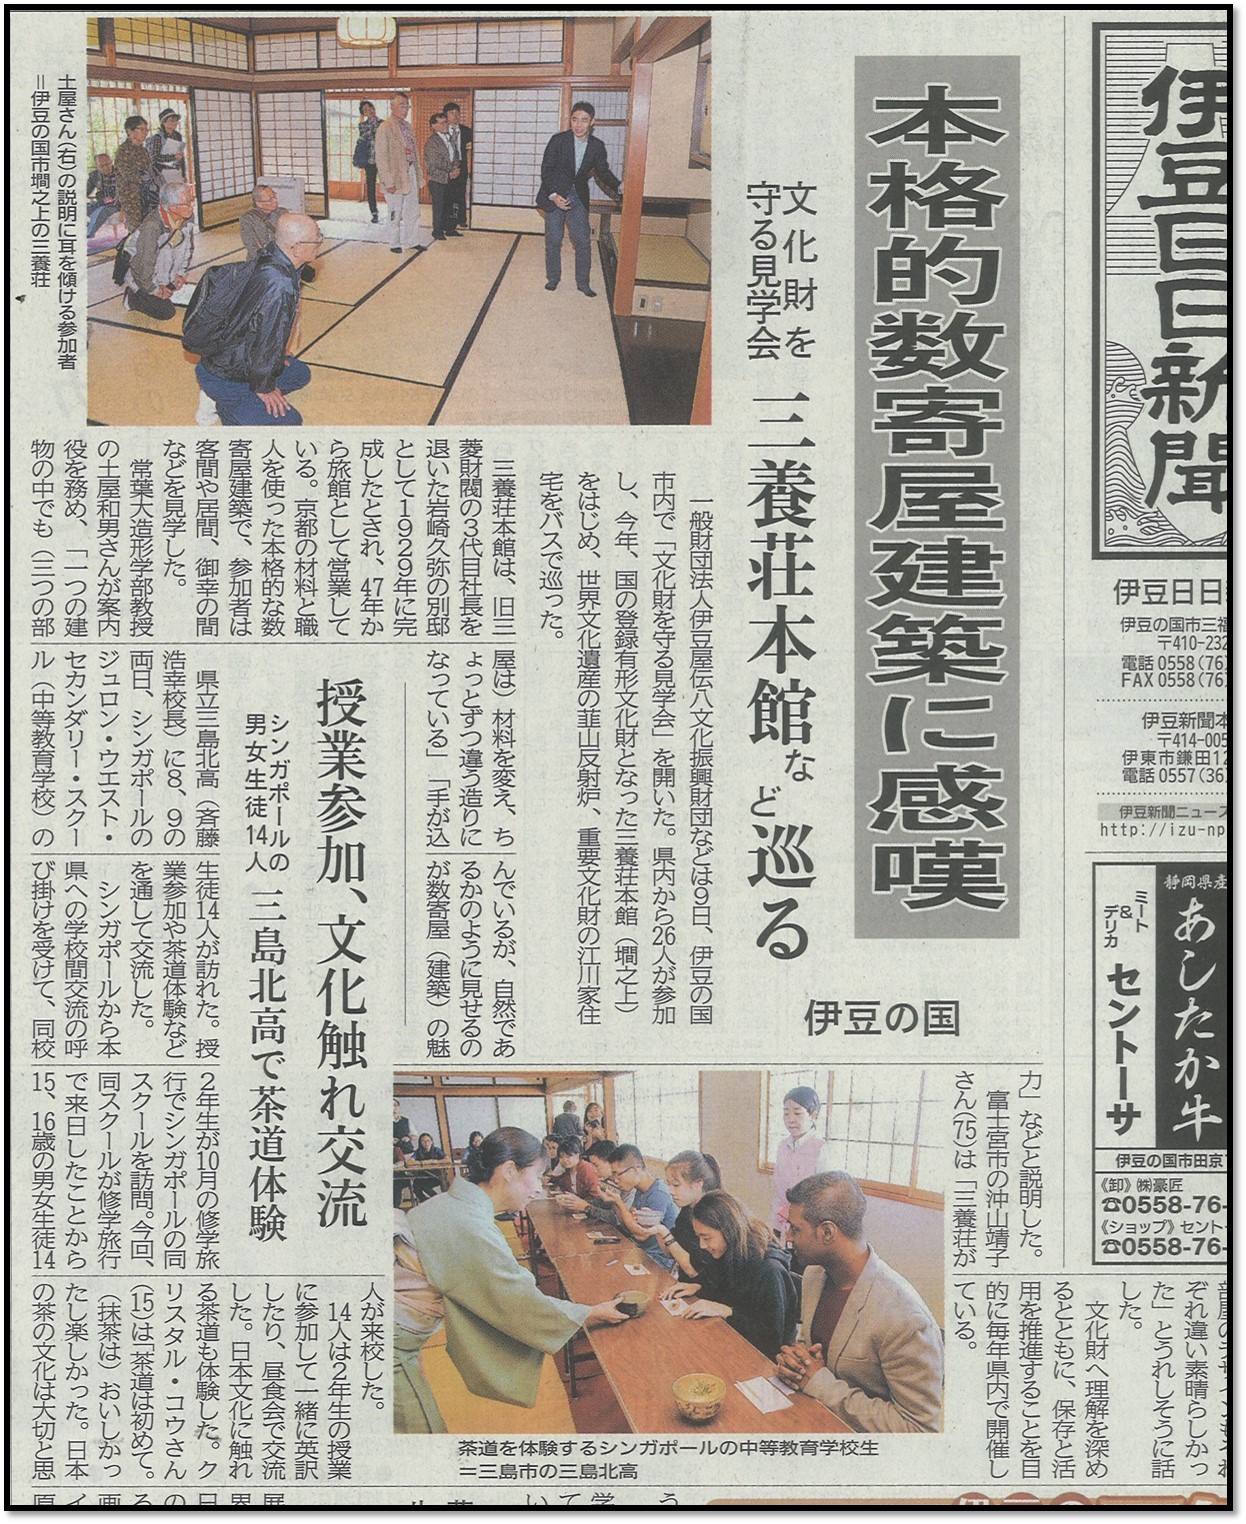 伊豆日日新聞
伊豆日日
伊豆の国市三福
〒410-232
電話 0558(76)
FAX 0558(76)
伊豆新聞本
〒414-005
伊東市鎌田12
電話 0557(36)
伊豆新聞ニュース
http://izu-np
静岡県産
あしたか牛
ミート
&
デリカ
セントーサ
伊豆の国市田京
《卸》㈱豪匠
☎0558-76-
《ショップ》セント
☎0558-76-
本格的数寄屋建築に感嘆
文化財を
守る見学会
三養荘本館など巡る
伊豆の国
土屋さん(右)の説明に耳を傾ける参加者
＝伊豆の国市墹之上の三養荘
一般財団法人伊豆屋伝八文化振興財団などは9日、伊豆の国
市内で「文化財を守る見学会」を開いた。県内から26人が参加
し、今年、国の登録有形文化財となった三養荘本館（墹之上）
をはじめ、世界文化遺産の韮山反射炉、重要文化財の江川家住
宅をバスで巡った。
三養荘本館は、旧三
菱財閥の3代目社長を
退いた岩崎久弥の別邸
として1929年に完
成したとされ、47年か
ら旅館として営業して
いる。京都の材料と職
人を使った本格的な数
寄屋建築で、参加者は
客間や居間、御幸の間
などを見学した。
常葉大造形学部教授
の土屋和男さんが案内
役を務め、「一つの建
物の中でも（三つの部
屋は）材料を変え、ち
ょっとずつ違う造りに
なっている」「手が込
んでいるが、自然であ
るかのように見せるの
が数寄屋（建築）の魅
力」などと説明した。
富士宮市の沖山靖子
さん(75)は「三養荘が
ぞれ違い素晴らしかっ
た」とうれしそうに話
した。
文化財へ理解を深め
るとともに、保存と活
用を推進することを目
的に毎年県内で開催し
ている。
授業参加、文化触れ交流
シンガポールの
男女生徒14人
三島北高で茶道体験
県立三島北高（斉藤
浩幸校長）に8、9の
両日、シンガポールの
ジュロン・ウエスト・
セカンダリー・スクー
ル（中等教育学校）の
生徒14人が訪れた。授
業参加や茶道体験など
を通して交流した。
シンガポールから本
県への学校間交流の呼
び掛けを受けて、同校
2年生が10月の修学旅
行でシンガポールの同
スクールを訪問。今回、
同スクールが修学旅行
で来日したことから
15、16歳の男女生徒14
人が来校した。
14人は2年生の授業
に参加して一緒に英訳
したり、昼食会で交流
した。日本文化に触れ
る茶道も体験した。ク
リスタル・コウさん
(15)は「茶道は初めて。
（抹茶は）おいしかっ
たし楽しかった。日本
の茶の文化は大切と思
茶道を体験するシンガポールの中等教育学校生
＝三島市の三島北高